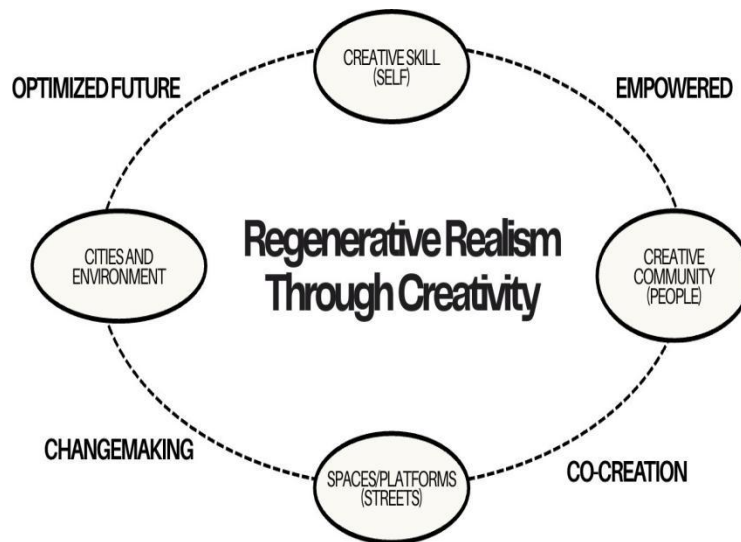 CREATIVE SKILL
(SELF)
OPTIMIZED FUTURE
EMPOWERED
CITIES AND
ENVIRONMENT
Regenerative Realism
Through Creativity
CREATIVE
COMMUNITY
(PEOPLE)
CHANGEMAKING
SPACES/PLATFORMS
(STREETS)
CO-CREATION